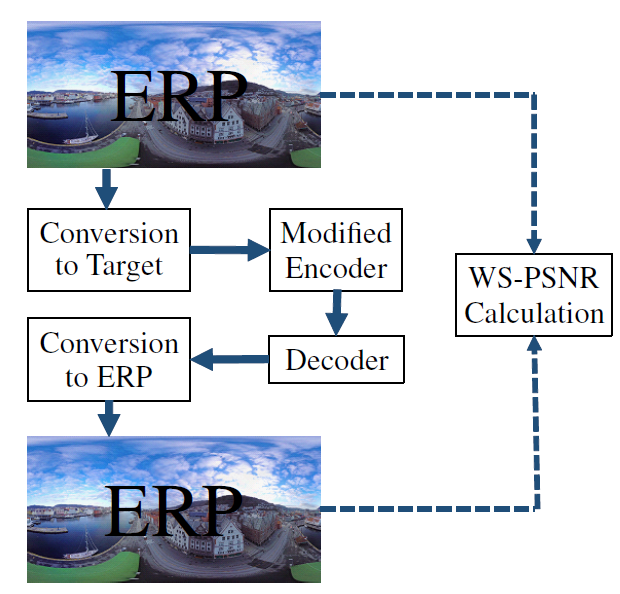 ERP
Conversion
to Target
Modified
Encoder
WS-PSNR
Calculation
Conversion
to ERP
Decoder
ERP